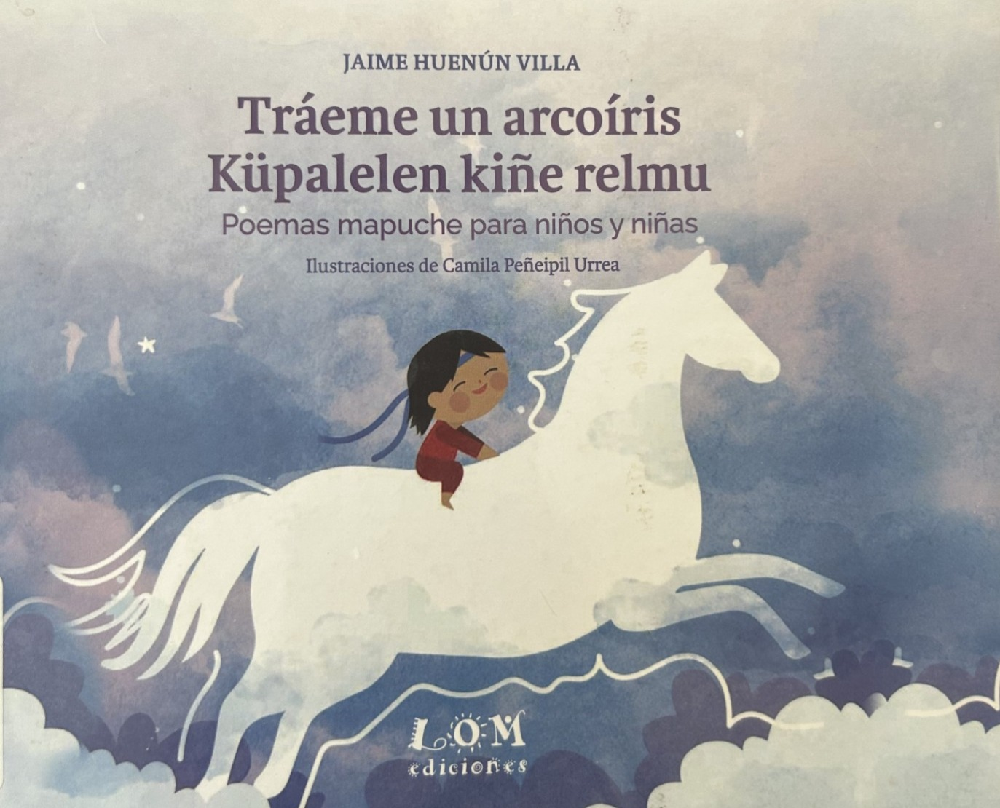 JAIME HUENÚN VILLA
Tráeme un arcoíris
Küpalelen kiñe relmu
Poemas mapuche para niños y niñas
Ilustraciones de Camila Peñeipil Urrea
LOM
ediciones